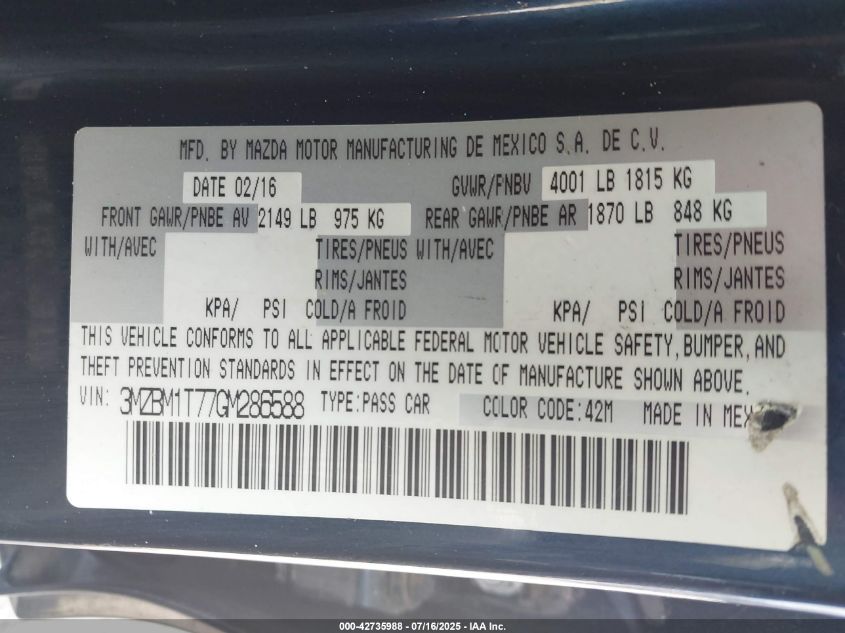 MFD. BY MAZDA MOTOR MANUFACTURING DE MEXICO S.A. DE C.V.
DATE 02/16 GVWR/PNBV 4001 LB 1815 KG
FRONT GAWR/PNBE AV 2149 LB 975 KG REAR GAWR/PNBE AR 1870 LB 848 KG
WITH/AVEC TIRES/PNEUS WITH/AVEC TIRES/PNEUS
RIMS/JANTES RIMS/JANTES
KPA/ PSI COLD/A FROID KPA/ PSI COLD/A FROID
THIS VEHICLE CONFORMS TO ALL APPLICABLE FEDERAL MOTOR VEHICLE SAFETY, BUMPER, AND
THEFT PREVENTION STANDARDS IN EFFECT ON THE DATE OF MANUFACTURE SHOWN ABOVE.
VIN: 3MZBM1T77GM286588 TYPE:PASS CAR COLOR CODE:42M MADE IN MEX
000-42735988 - 07/16/2025 - IAA Inc.